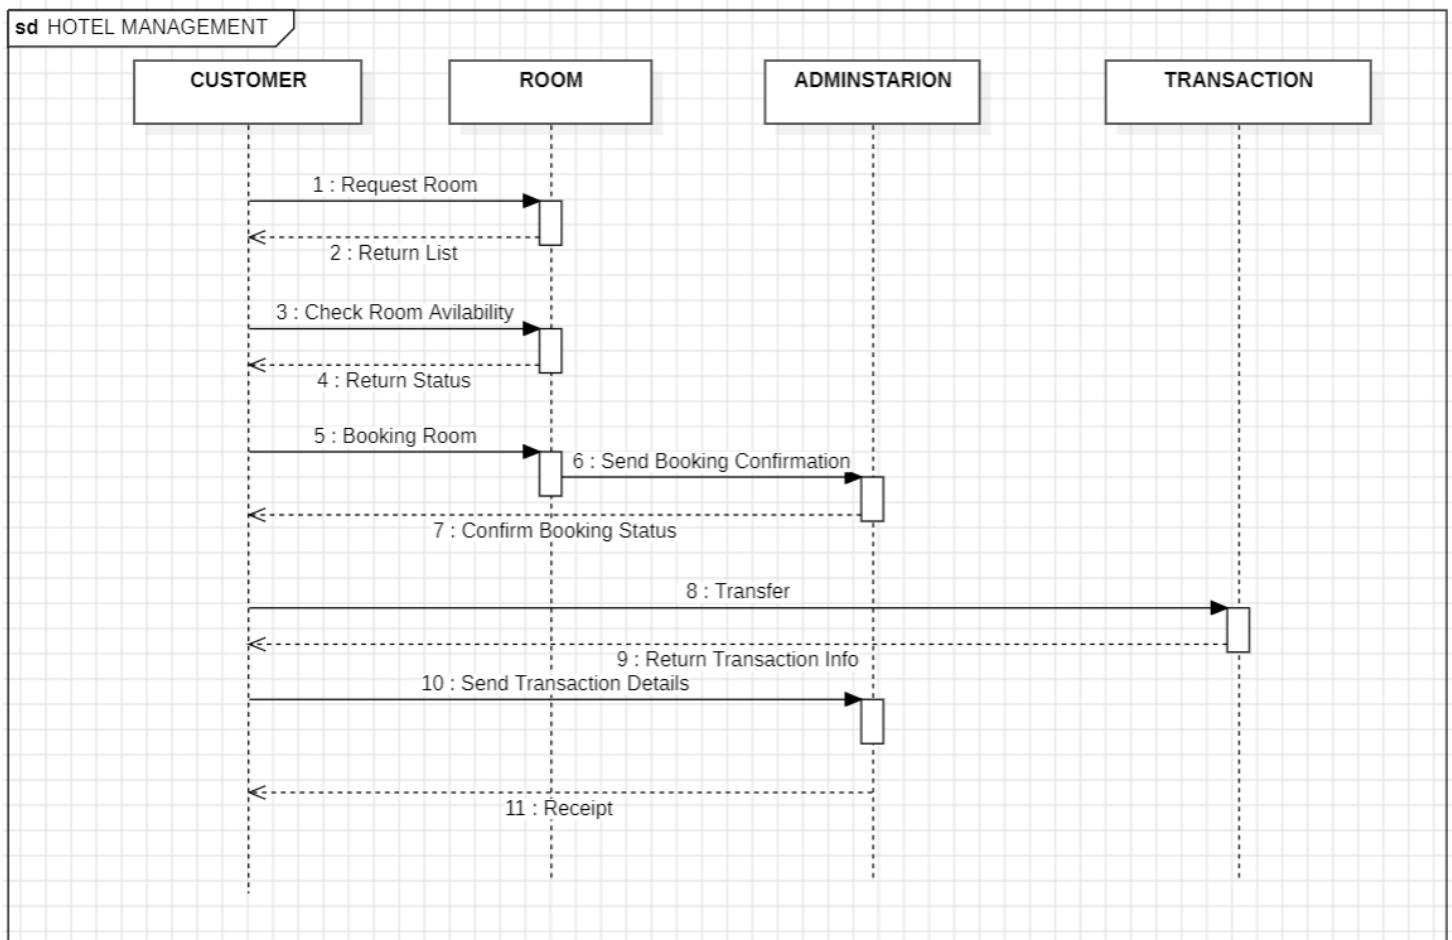 sd HOTEL MANAGEMENT
CUSTOMER
ROOM
ADMINSTARION
TRANSACTION
1 : Request Room
2 : Return List
3 : Check Room Avilability
4 : Return Status
5 : Booking Room
6 : Send Booking Confirmation
7 : Confirm Booking Status
8 : Transfer
9 : Return Transaction Info
10 : Send Transaction Details
11 : Receipt